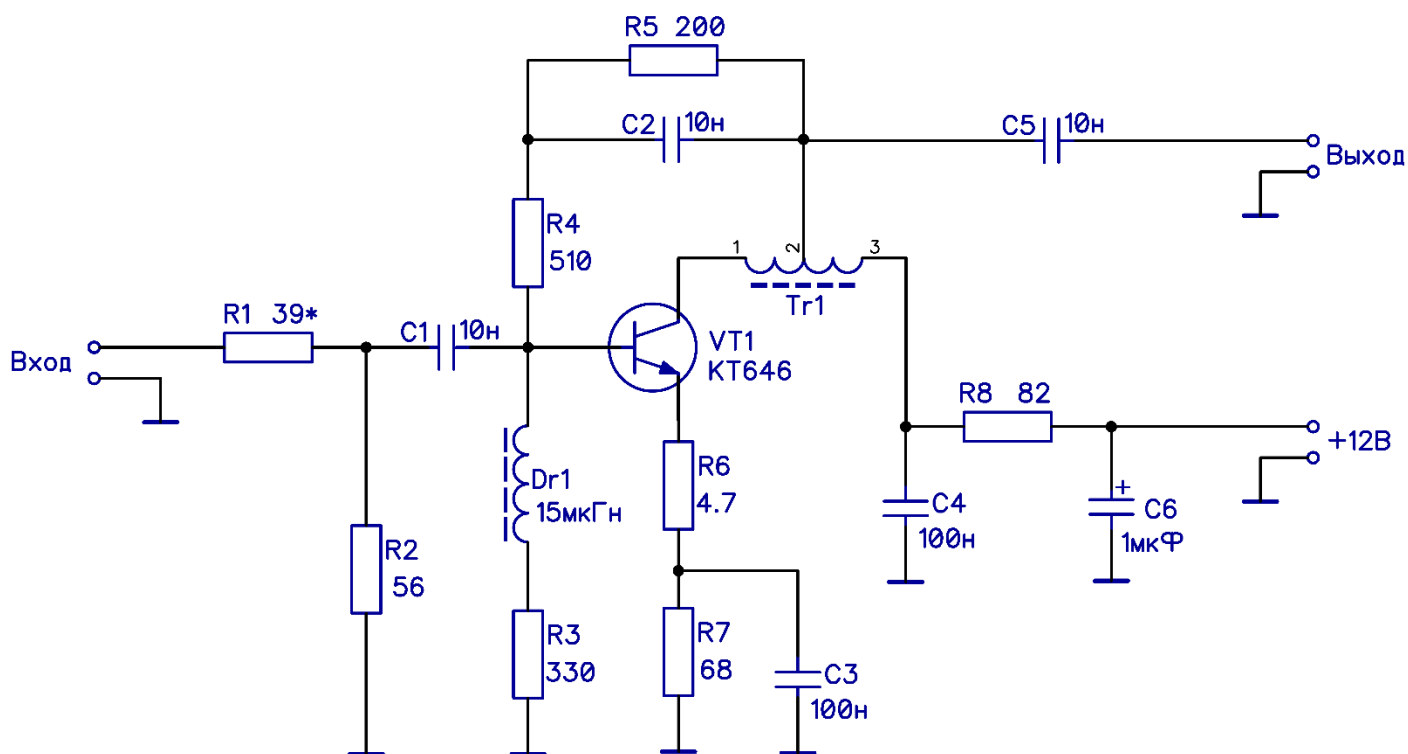 R5 200
C2 10н
C5 10н
Выход
R4
510
1 2 3
Tr1
R1 39*
C1 10н
Вход
VT1
КТ646
R8 82
+12В
Dr1
15мкГн
R6
4.7
C4
100н
+
C6
1мкФ
R2
56
R3
330
R7
68
C3
100н